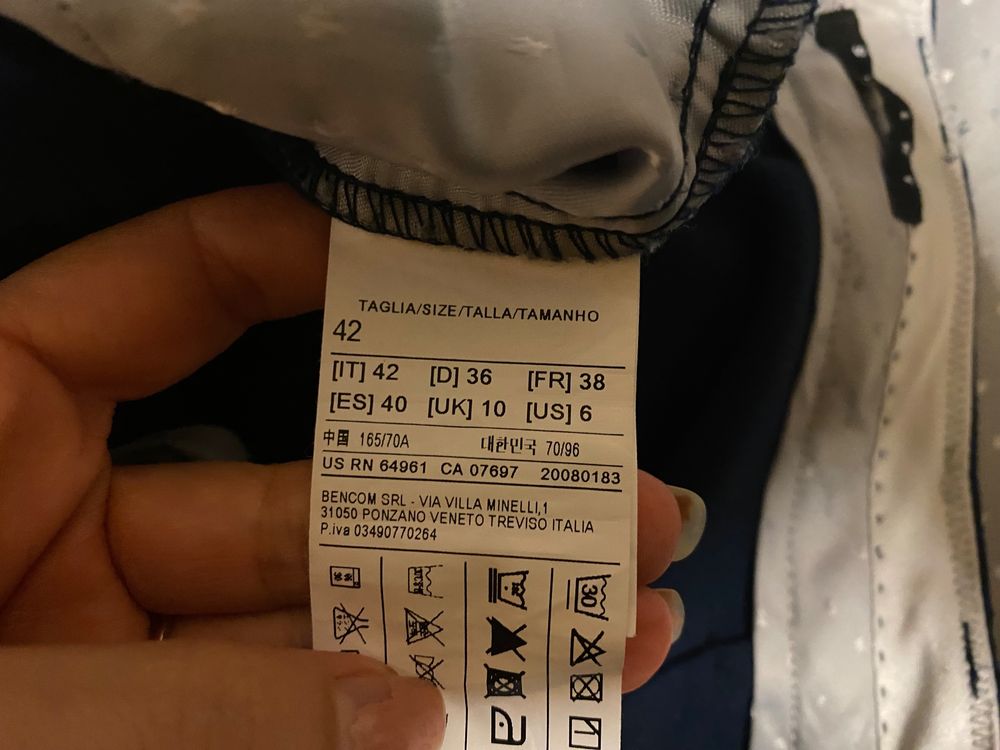 TAGLIA/SIZE/TALLA/TAMANHO
42
[IT] 42 [D] 36 [FR] 38
[ES] 40 [UK] 10 [US] 6
中国 165/70A 대한민국 70/96
US RN 64961 CA 07697 20080183
BENCOM SRL - VIA VILLA MINELLI,1
31050 PONZANO VENETO TREVISO ITALIA
P.iva 03490770264
30